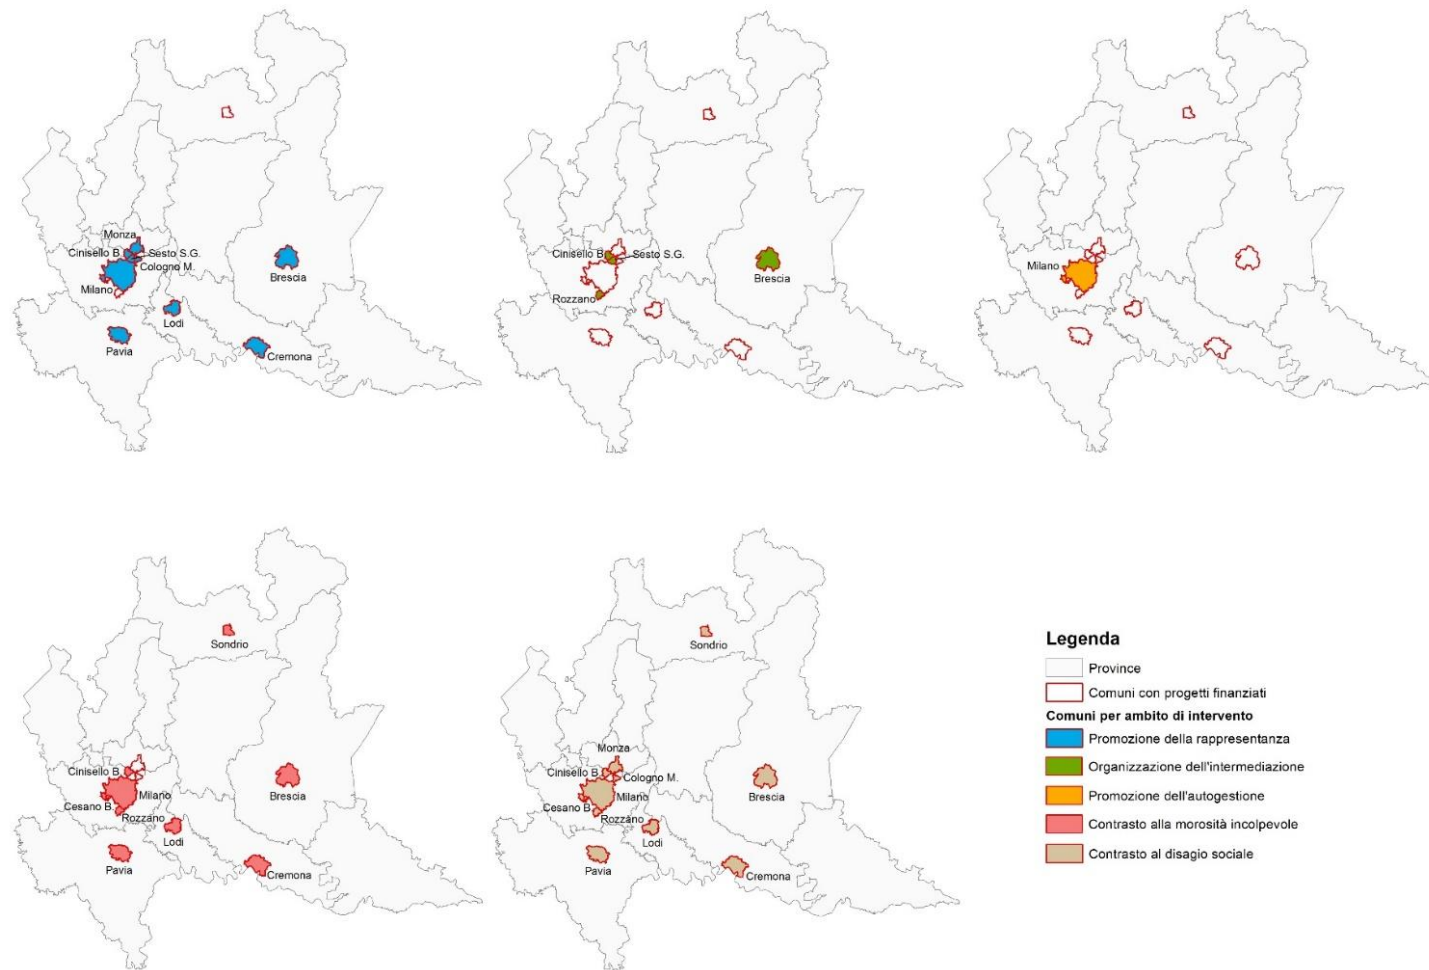 Monza
Cinisello B.
Sesto S.G.
Cologno M.
Milano
Brescia
Lodi
Pavia
Cremona
Cinisello B.
Sesto S.G.
Rozzano
Brescia
Milano
Sondrio
Cinisello B.
Cesano B.
Milano
Rozzano
Brescia
Lodi
Pavia
Cremona
Sondrio
Monza
Cinisello B.
Cologno M.
Cesano B.
Milano
Rozzano
Brescia
Lodi
Pavia
Cremona
Legenda
Province
Comuni con progetti finanziati
Comuni per ambito di intervento
Promozione della rappresentanza
Organizzazione dell'intermediazione
Promozione dell'autogestione
Contrasto alla morosità incolpevole
Contrasto al disagio sociale